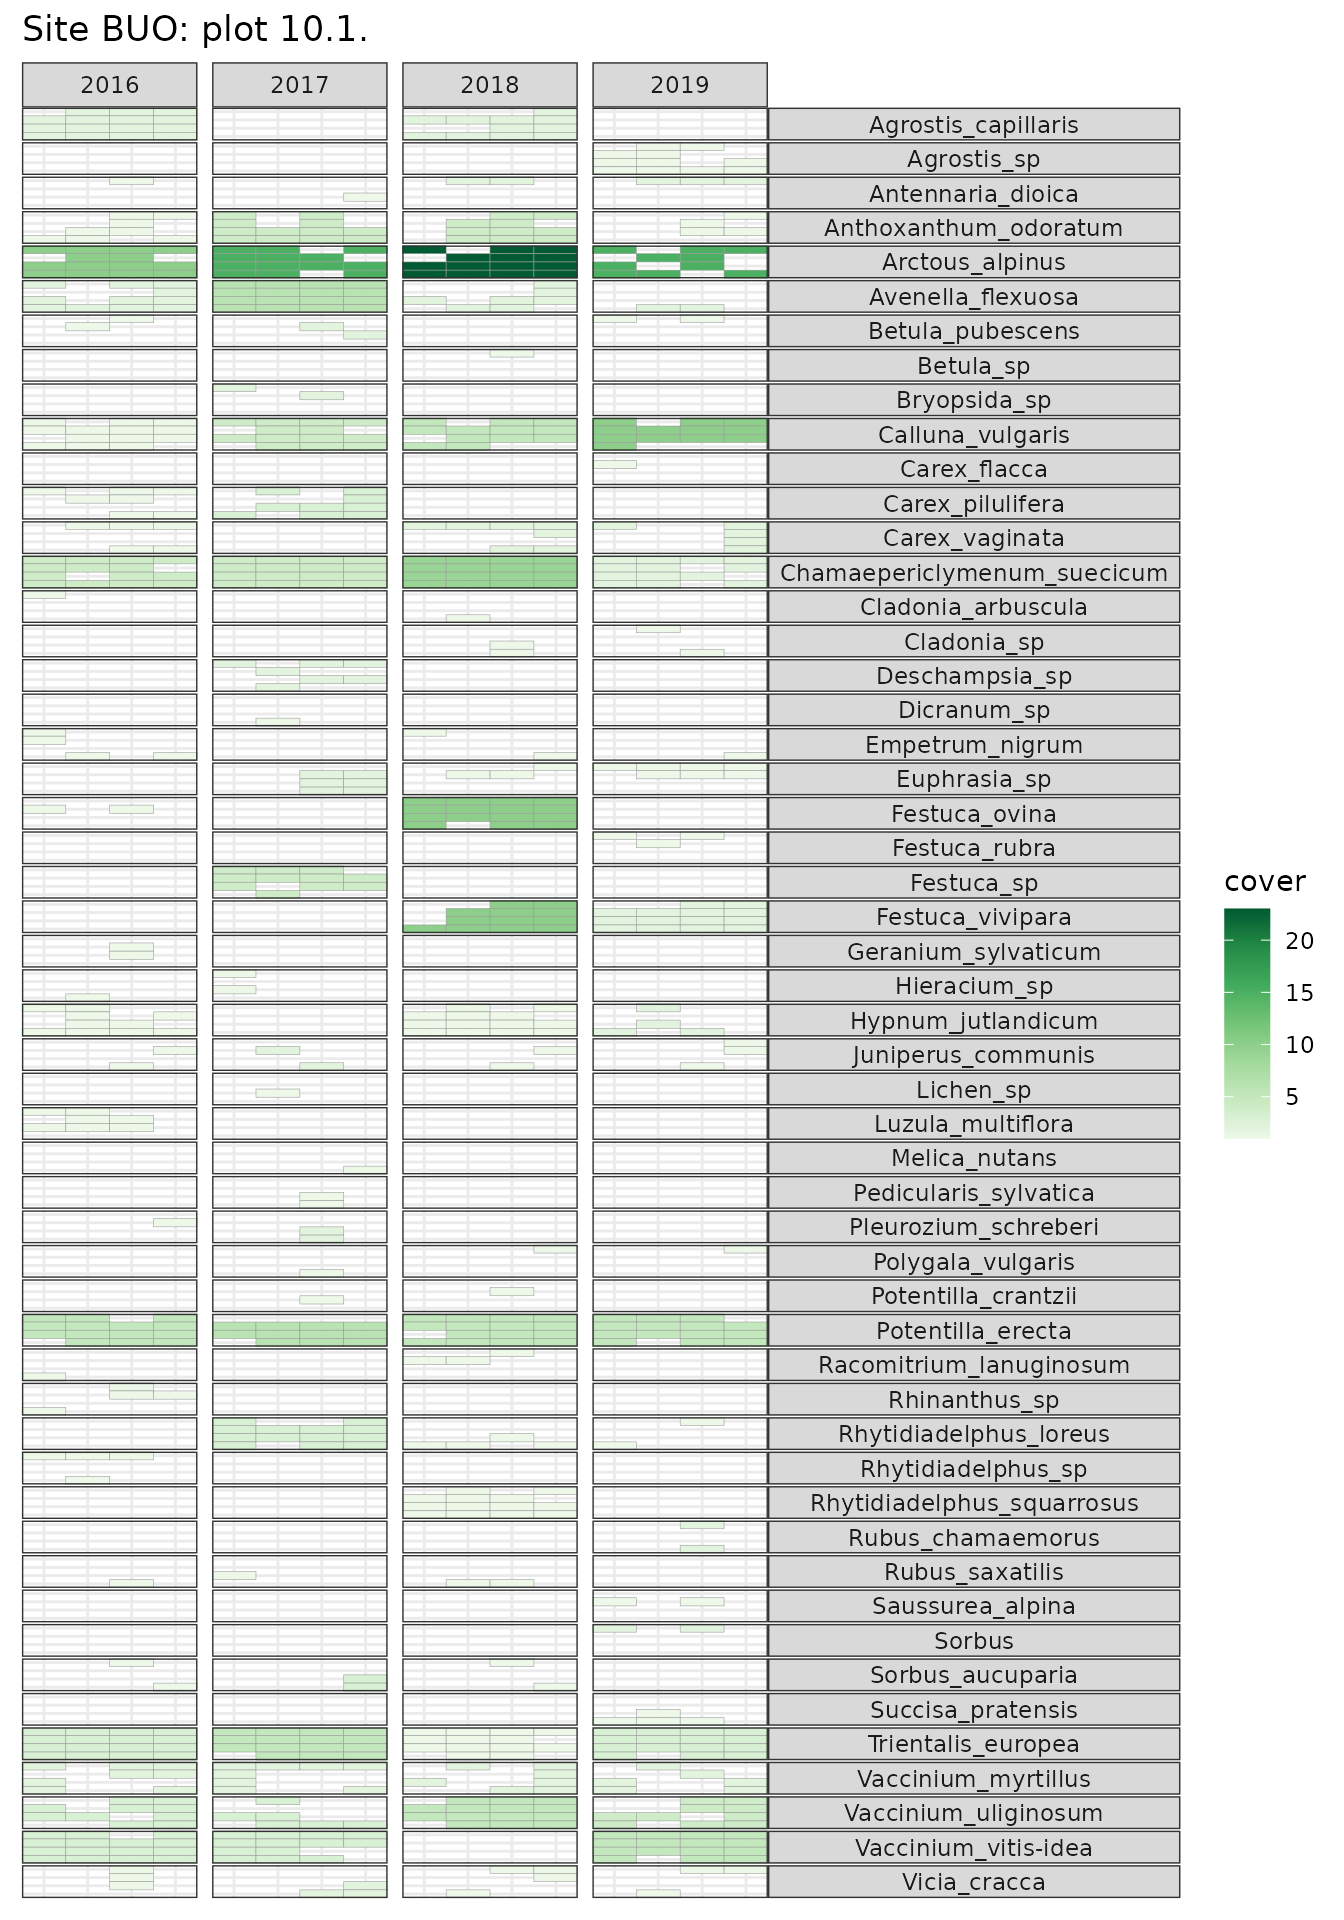 Site BUO: plot 10.1.
2016 2017 2018 2019
Agrostis_capillaris
Agrostis_sp
Antennaria_dioica
Anthoxanthum_odoratum
Arctous_alpinus
Avenella_flexuosa
Betula_pubescens
Betula_sp
Bryopsida_sp
Calluna_vulgaris
Carex_flacca
Carex_pilulifera
Carex_vaginata
Chamaepericlymenum_suecicum
Cladonia_arbuscula
Cladonia_sp
Deschampsia_sp
Dicranum_sp
Empetrum_nigrum
Euphrasia_sp
Festuca_ovina
Festuca_rubra
Festuca_sp
Festuca_vivipara
Geranium_sylvaticum
Hieracium_sp
Hypnum_jutlandicum
Juniperus_communis
Lichen_sp
Luzula_multiflora
Melica_nutans
Pedicularis_sylvatica
Pleurozium_schreberi
Polygala_vulgaris
Potentilla_crantzii
Potentilla_erecta
Racomitrium_lanuginosum
Rhinanthus_sp
Rhytidiadelphus_loreus
Rhytidiadelphus_sp
Rhytidiadelphus_squarrosus
Rubus_chamaemorus
Rubus_saxatilis
Saussurea_alpina
Sorbus
Sorbus_aucuparia
Succisa_pratensis
Trientalis_europea
Vaccinium_myrtillus
Vaccinium_uliginosum
Vaccinium_vitis-idea
Vicia_cracca
cover
20
15
10
5